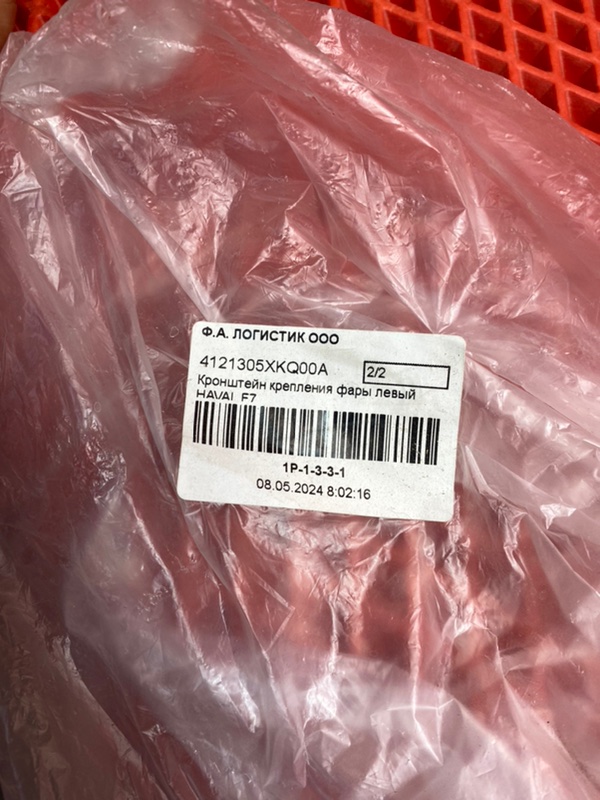 Ф.А. ЛОГИСТИК ООО
4121305XKQ00A
2/2
Кронштейн крепления фары левый
HAVAL F7
1P-1-3-3-1
08.05.2024 8:02:16